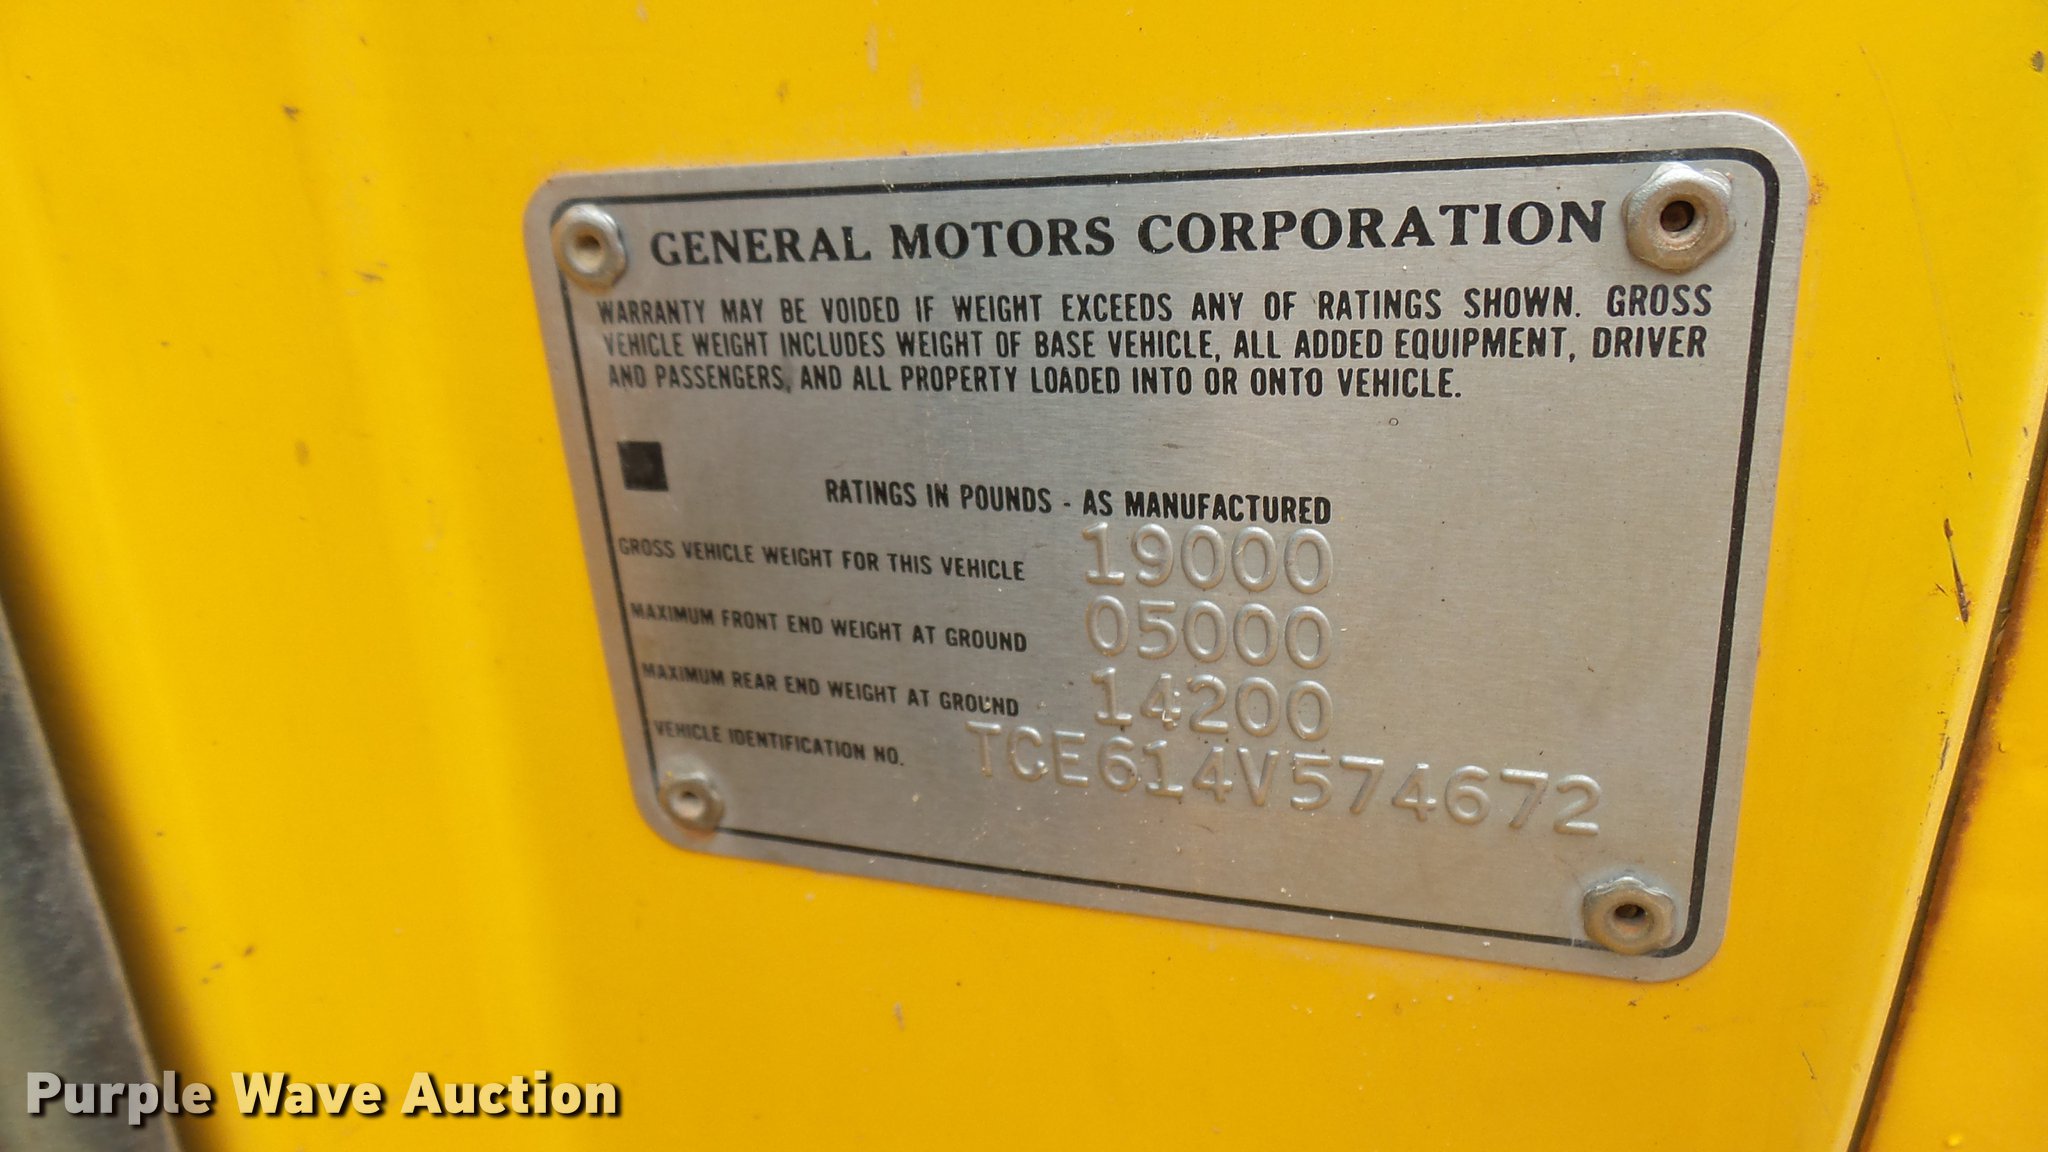 GENERAL MOTORS CORPORATION
WARRANTY MAY BE VOIDED IF WEIGHT EXCEEDS ANY OF RATINGS SHOWN. GROSS
VEHICLE WEIGHT INCLUDES WEIGHT OF BASE VEHICLE, ALL ADDED EQUIPMENT, DRIVER
AND PASSENGERS, AND ALL PROPERTY LOADED INTO OR ONTO VEHICLE.
RATINGS IN POUNDS - AS MANUFACTURED
GROSS VEHICLE WEIGHT FOR THIS VEHICLE 19000
MAXIMUM FRONT END WEIGHT AT GROUND 05000
MAXIMUM REAR END WEIGHT AT GROUND 14200
VEHICLE IDENTIFICATION NO. TCE614V574672
Purple Wave Auction